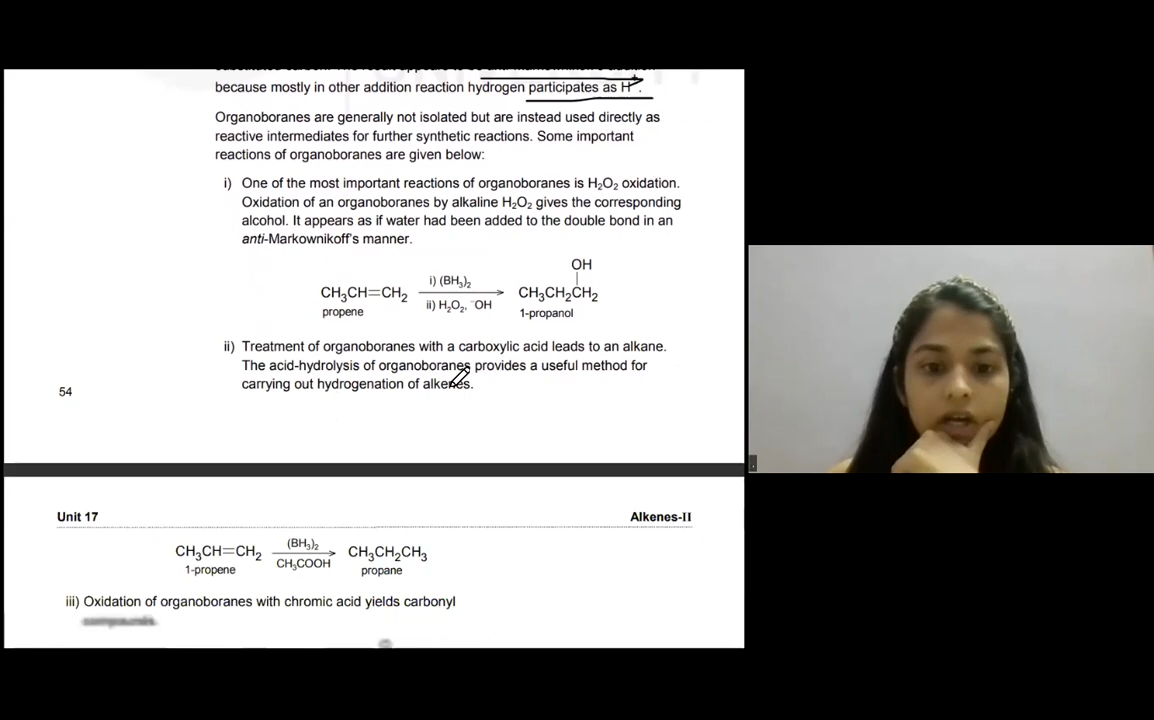 because mostly in other addition reaction hydrogen participates as H⁺.
Organoboranes are generally not isolated but are instead used directly as
reactive intermediates for further synthetic reactions. Some important
reactions of organoboranes are given below:
i) One of the most important reactions of organoboranes is H₂O₂ oxidation.
Oxidation of an organoboranes by alkaline H₂O₂ gives the corresponding
alcohol. It appears as if water had been added to the double bond in an
anti-Markownikoff's manner.
OH
i) (BH₃)₂
CH₃CH=CH₂ CH₃CH₂CH₂
ii) H₂O₂, ⁻OH
propene 1-propanol
ii) Treatment of organoboranes with a carboxylic acid leads to an alkane.
The acid-hydrolysis of organoboranes provides a useful method for
carrying out hydrogenation of alkenes.
54
Unit 17 Alkenes-II
(BH₃)₂
CH₃CH=CH₂ CH₃CH₂CH₃
CH₃COOH
1-propene propane
iii) Oxidation of organoboranes with chromic acid yields carbonyl
compounds.